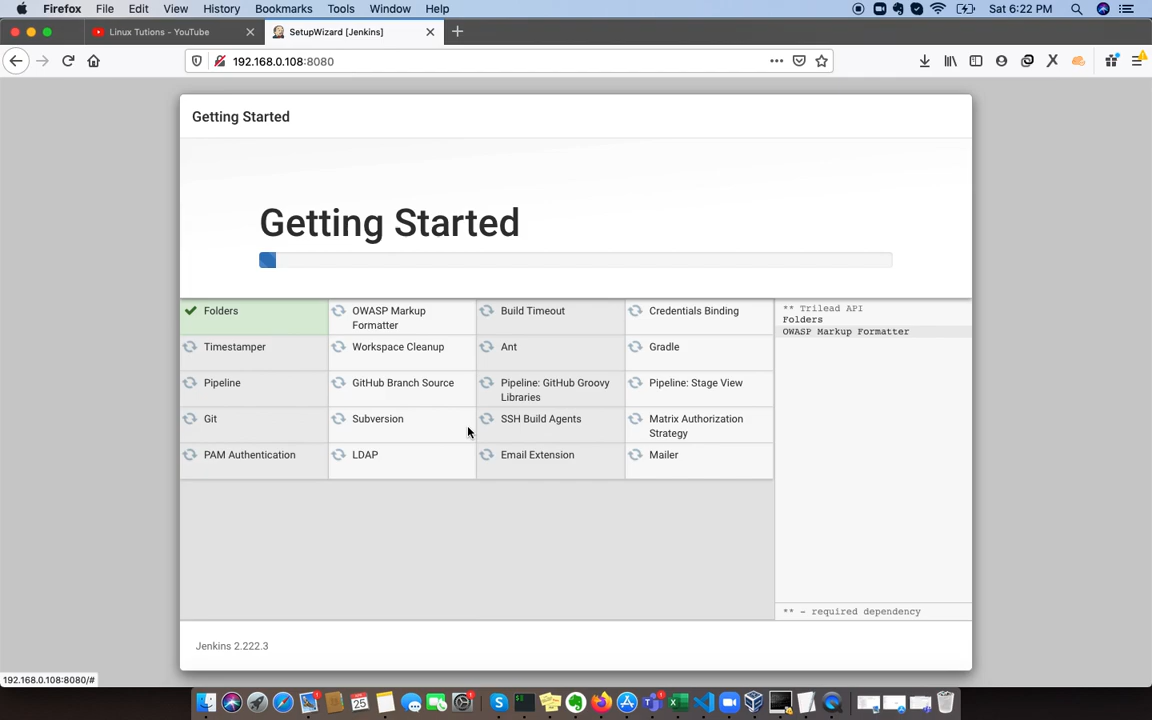 Firefox File Edit View History Bookmarks Tools Window Help Sat 6:22 PM
Linux Tutions - YouTube SetupWizard [Jenkins]
192.168.0.108:8080
Getting Started
Getting Started
Folders OWASP Markup Formatter Build Timeout Credentials Binding
Timestamper Workspace Cleanup Ant Gradle
Pipeline GitHub Branch Source Pipeline: GitHub Groovy Libraries Pipeline: Stage View
Git Subversion SSH Build Agents Matrix Authorization Strategy
PAM Authentication LDAP Email Extension Mailer
** Trilead API
Folders
OWASP Markup Formatter
** - required dependency
Jenkins 2.222.3
192.168.0.108:8080/#